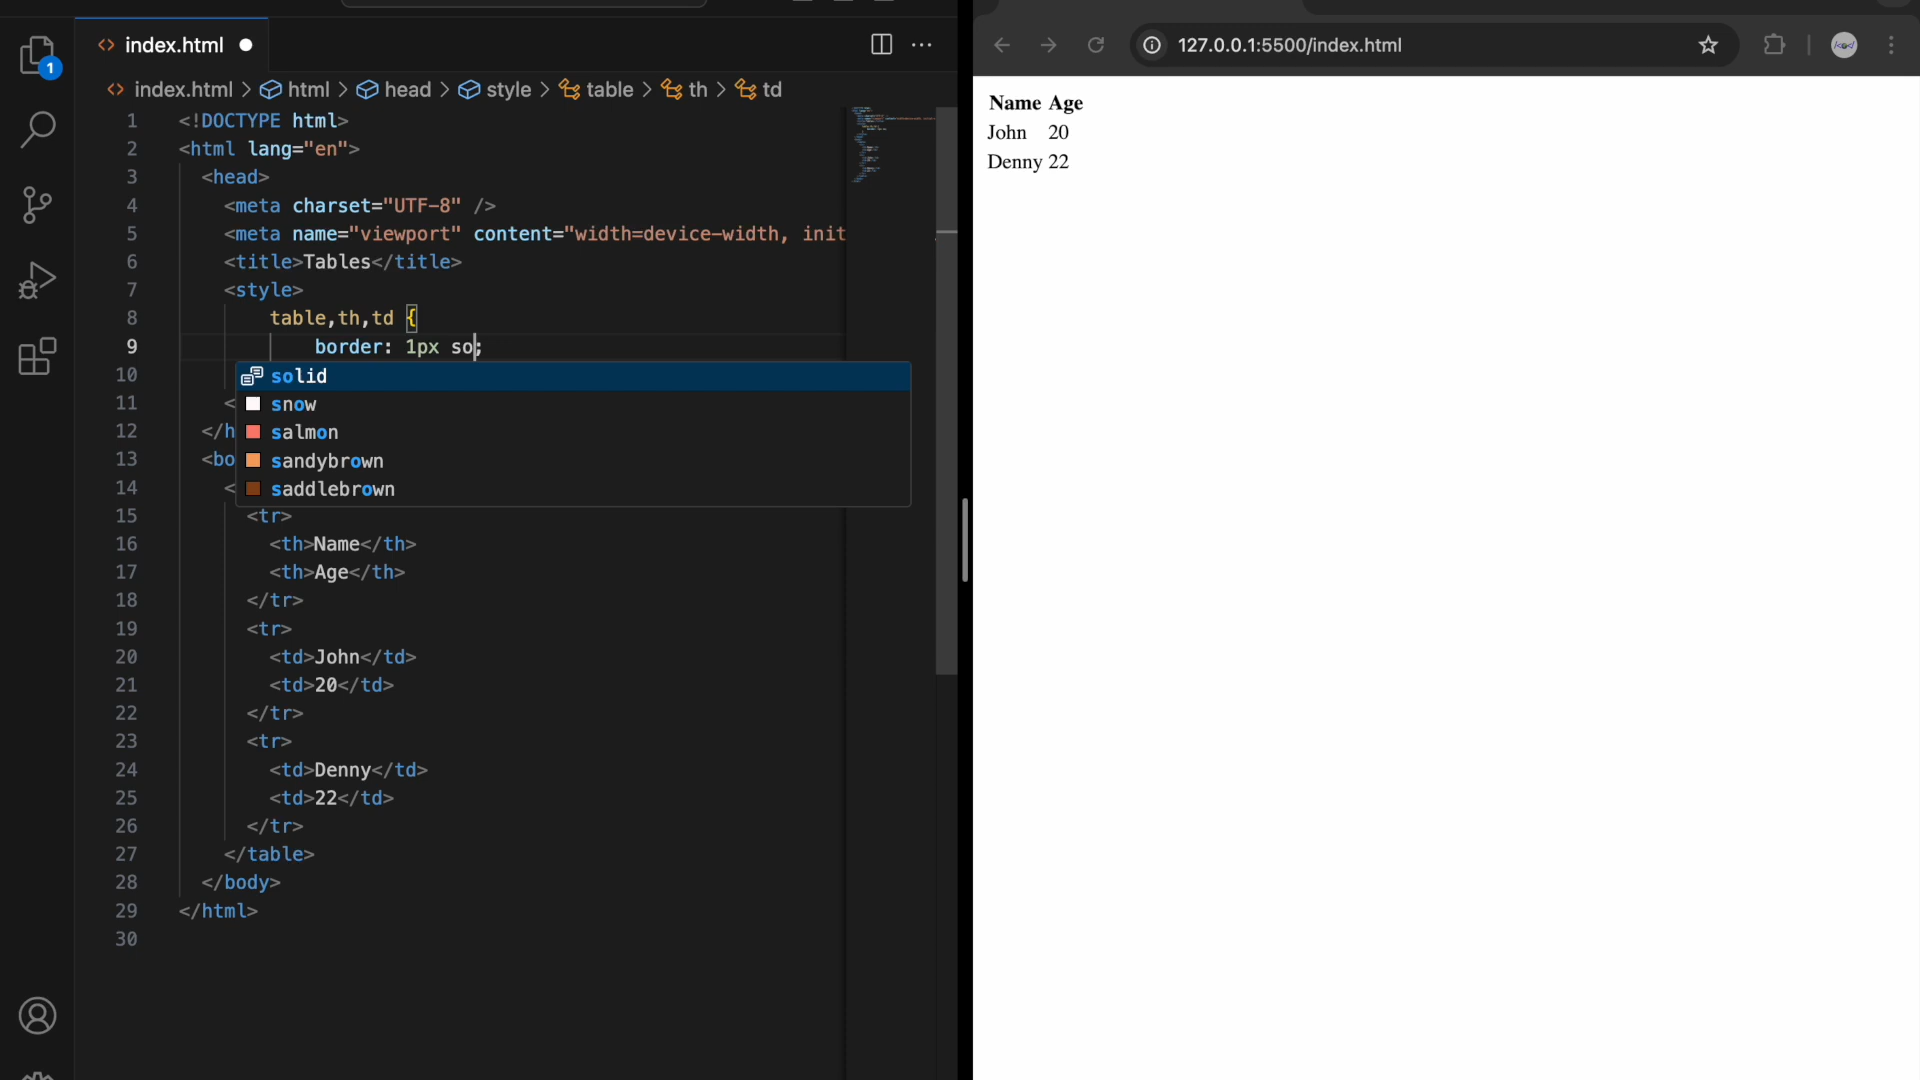 1
index.html
index.html > html > head > style > table > th > td
1 <!DOCTYPE html>
2 <html lang="en">
3 <head>
4 <meta charset="UTF-8" />
5 <meta name="viewport" content="width=device-width, init
6 <title>Tables</title>
7 <style>
8 table,th,td {
9 border: 1px so;
10 solid
snow
11 <
salmon
12 </h
sandybrown
13 <bo
saddlebrown
14 <
15 <tr>
16 <th>Name</th>
17 <th>Age</th>
18 </tr>
19 <tr>
20 <td>John</td>
21 <td>20</td>
22 </tr>
23 <tr>
24 <td>Denny</td>
25 <td>22</td>
26 </tr>
27 </table>
28 </body>
29 </html>
30
127.0.0.1:5500/index.html
Name Age
John 20
Denny 22